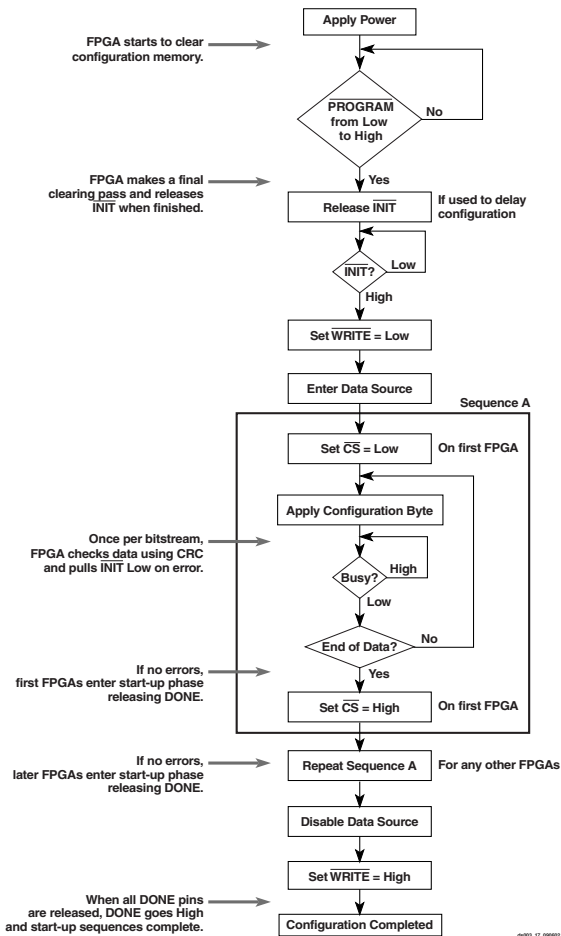 Apply Power
FPGA starts to clear
configuration memory.
PROGRAM
from Low
to High
No
Yes
FPGA makes a final
clearing pass and releases
INIT when finished.
Release INIT
If used to delay
configuration
INIT?
Low
High
Set WRITE = Low
Enter Data Source
Sequence A
Set CS = Low
On first FPGA
Apply Configuration Byte
Once per bitstream,
FPGA checks data using CRC
and pulls INIT Low on error.
Busy?
High
Low
End of Data?
No
Yes
If no errors,
first FPGAs enter start-up phase
releasing DONE.
Set CS = High
On first FPGA
If no errors,
later FPGAs enter start-up phase
releasing DONE.
Repeat Sequence A
For any other FPGAs
Disable Data Source
Set WRITE = High
When all DONE pins
are released, DONE goes High
and start-up sequences complete.
Configuration Completed